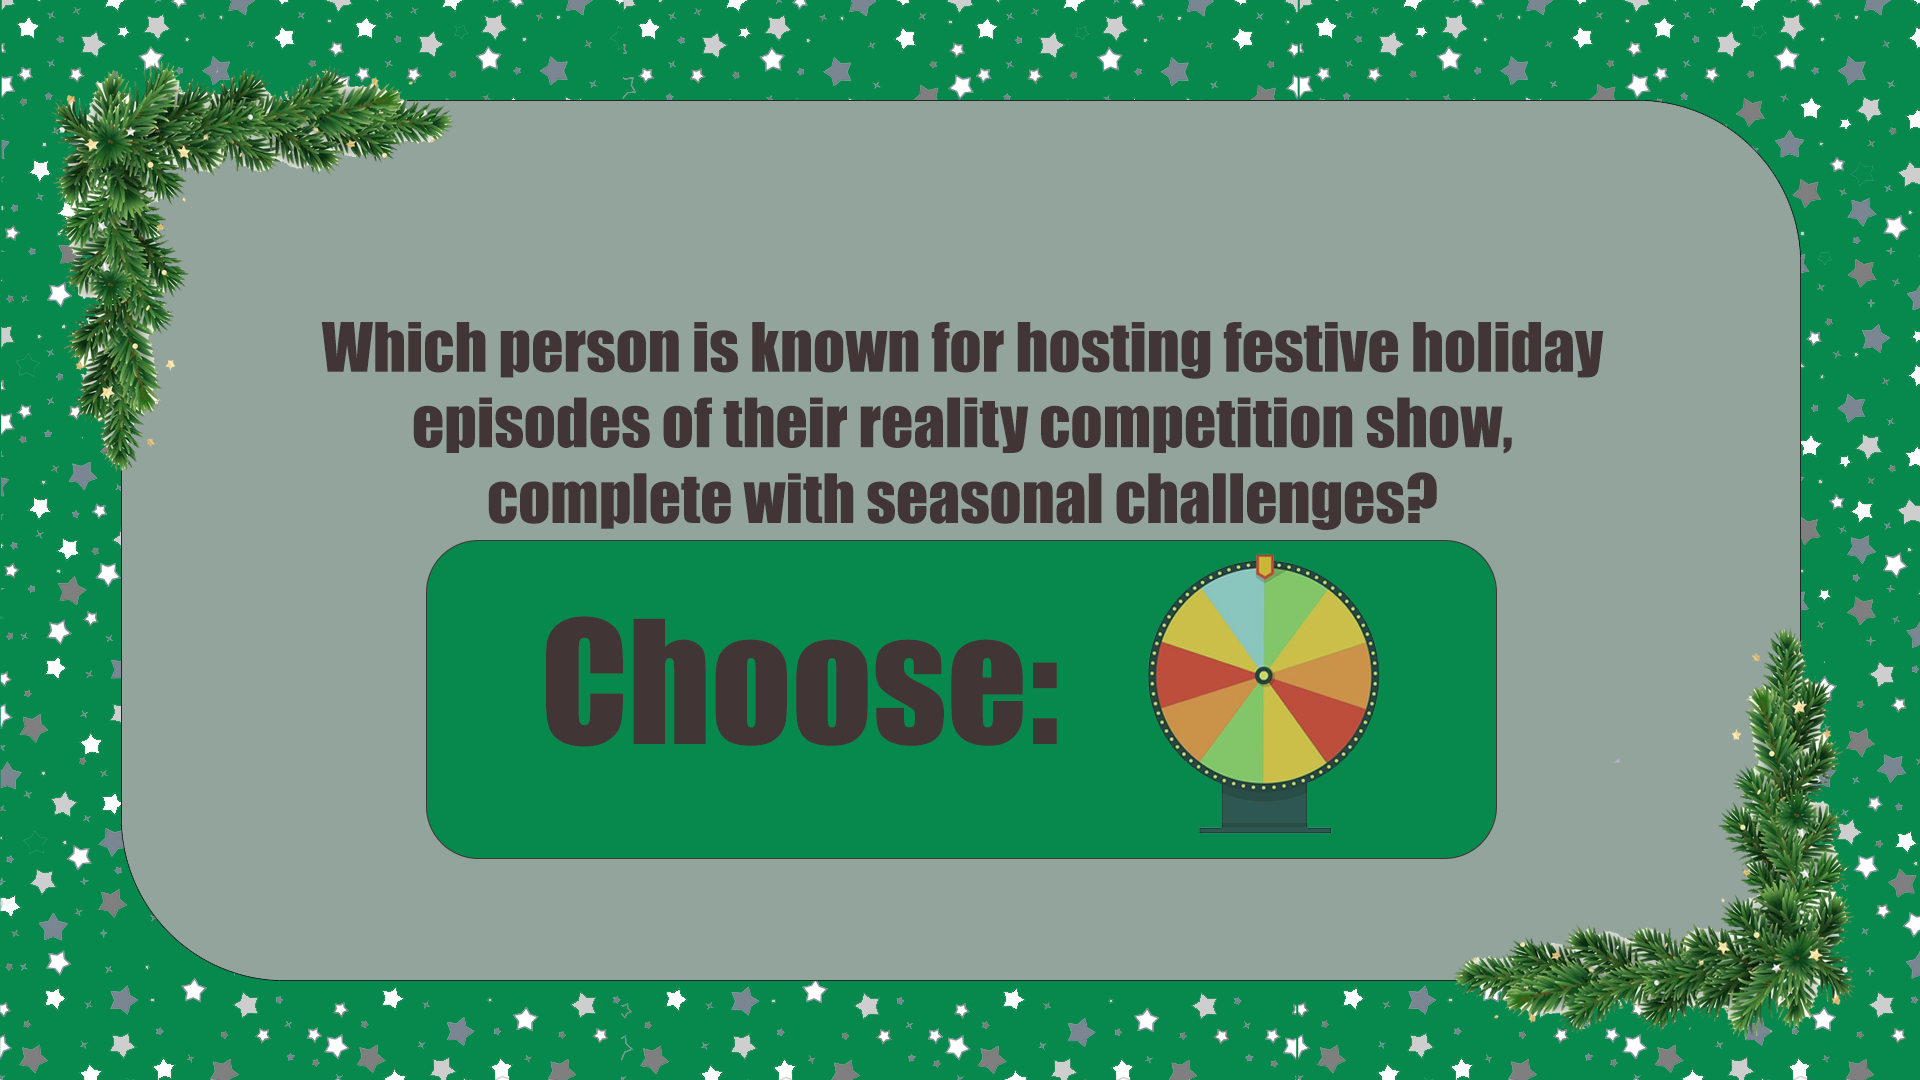 Which person is known for hosting festive holiday
episodes of their reality competition show,
complete with seasonal challenges?
Choose: